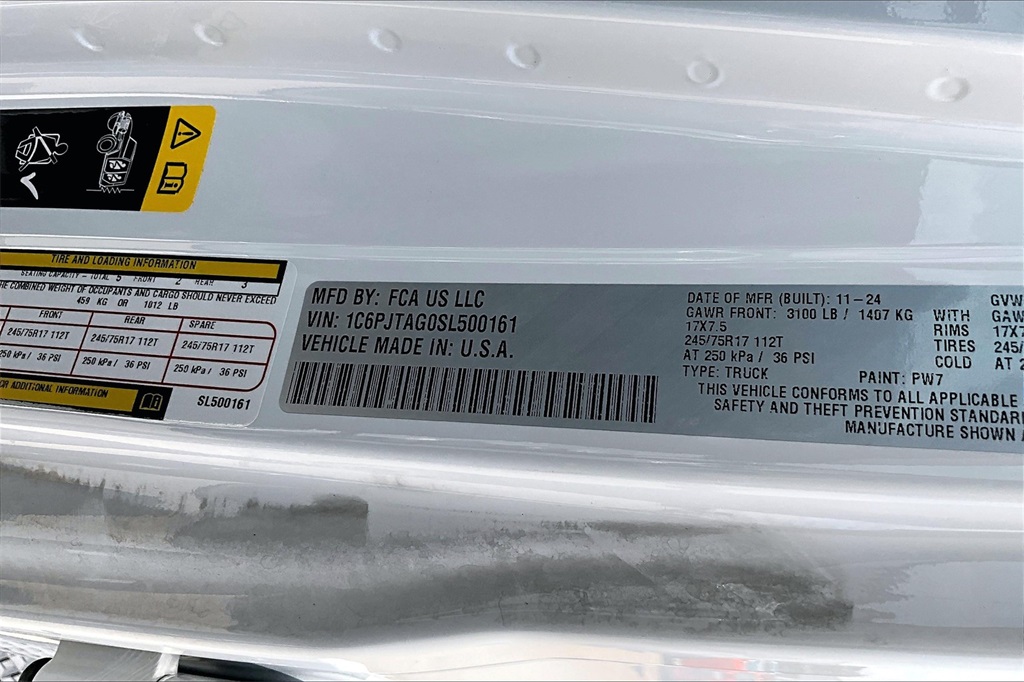 TIRE AND LOADING INFORMATION
SEATING CAPACITY - TOTAL 5 FRONT 2 REAR 3
THE COMBINED WEIGHT OF OCCUPANTS AND CARGO SHOULD NEVER EXCEED
459 KG OR 1012 LB
FRONT REAR SPARE
245/75R17 112T 245/75R17 112T 245/75R17 112T
250 kPa / 36 PSI 250 kPa / 36 PSI 250 kPa / 36 PSI
FOR ADDITIONAL INFORMATION
SL500161
MFD BY: FCA US LLC
VIN: 1C6PJTAG0SL500161
VEHICLE MADE IN: U.S.A.
DATE OF MFR (BUILT): 11-24 GVW
GAWR FRONT: 3100 LB / 1407 KG WITH GAW
17X7.5 RIMS 17X7
245/75R17 112T TIRES 245/
AT 250 kPa / 36 PSI COLD AT 2
TYPE: TRUCK PAINT: PW7
THIS VEHICLE CONFORMS TO ALL APPLICABLE
SAFETY AND THEFT PREVENTION STANDAR
MANUFACTURE SHOWN A